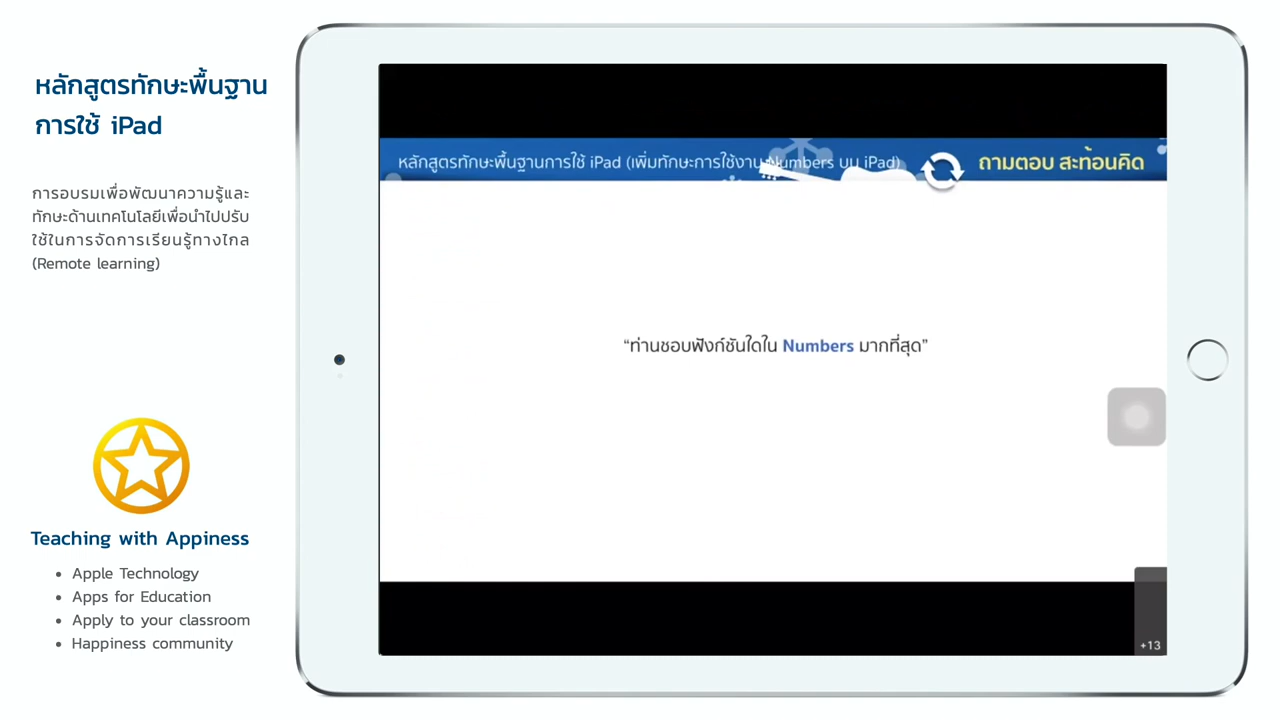 หลักสูตรทักษะพื้นฐาน
การใช้ iPad
การอบรมเพื่อพัฒนาความรู้และ
ทักษะด้านเทคโนโลยีเพื่อนำไปปรับ
ใช้ในการจัดการเรียนรู้ทางไกล
(Remote learning)
Teaching with Appiness
• Apple Technology
• Apps for Education
• Apply to your classroom
• Happiness community
หลักสูตรทักษะพื้นฐานการใช้ iPad (เพิ่มทักษะการใช้งาน Numbers บน iPad)
ถามตอบ สะท้อนคิด
“ท่านชอบฟังก์ชันใดใน Numbers มากที่สุด”
+13